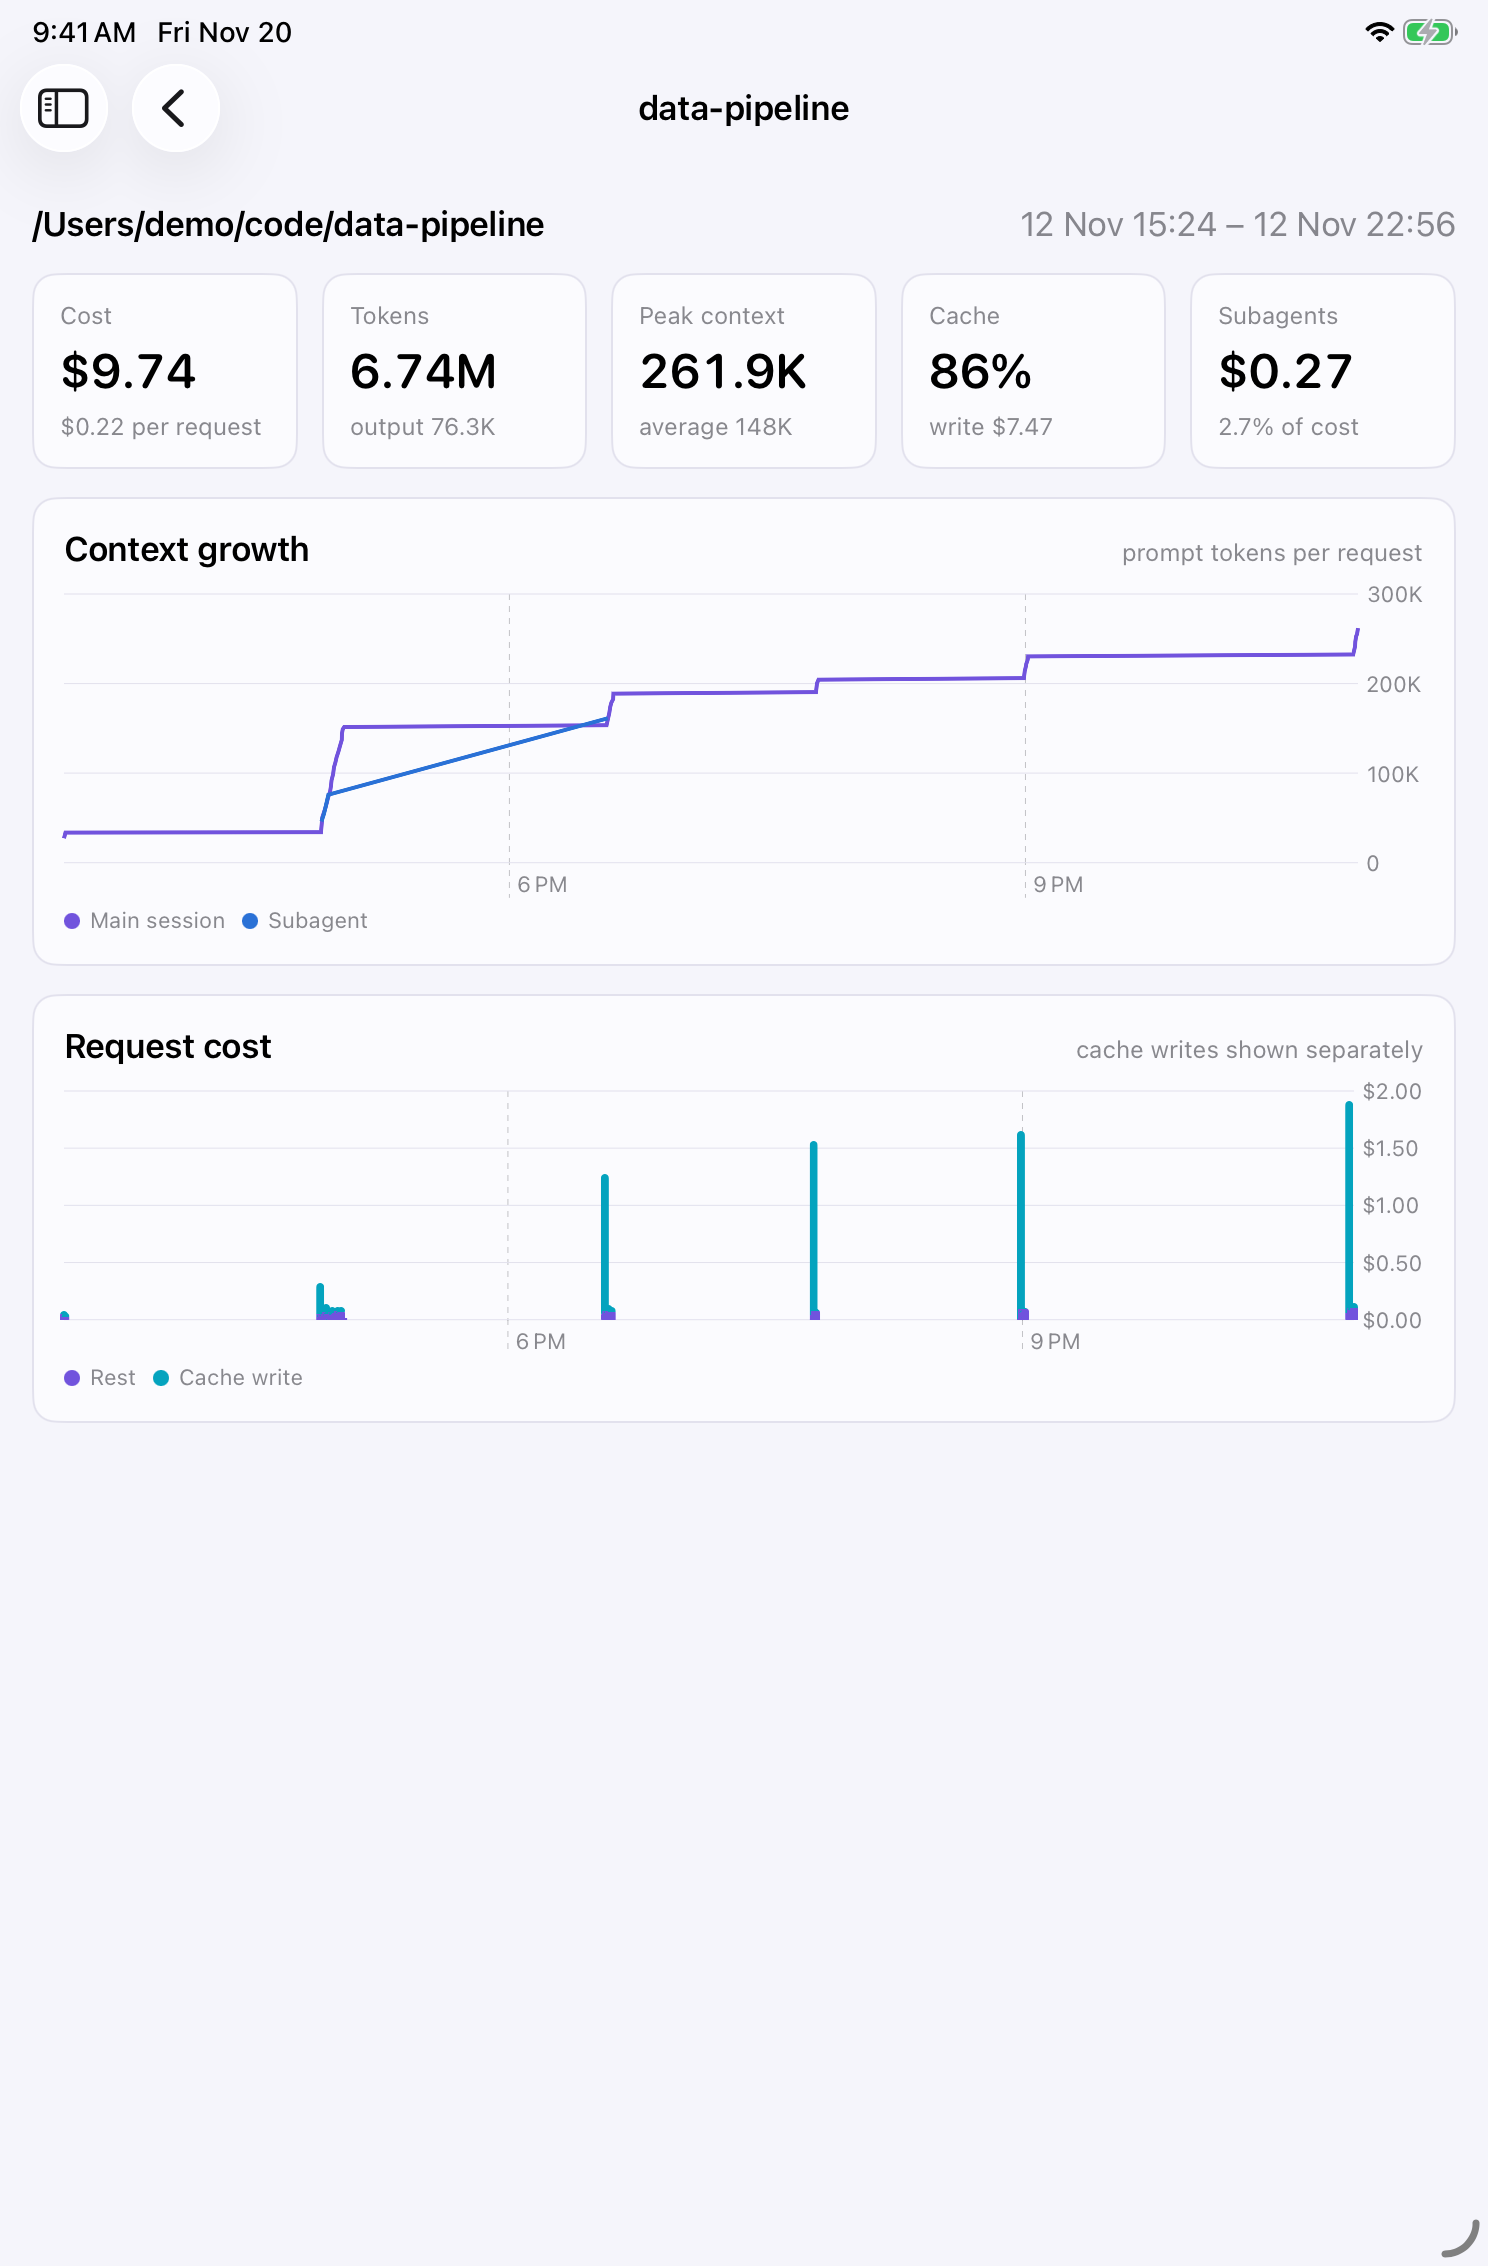 9:41 AM Fri Nov 20
data-pipeline
/Users/demo/code/data-pipeline
12 Nov 15:24 – 12 Nov 22:56
Cost
$9.74
$0.22 per request
Tokens
6.74M
output 76.3K
Peak context
261.9K
average 148K
Cache
86%
write $7.47
Subagents
$0.27
2.7% of cost
Context growth
prompt tokens per request
300K
200K
100K
0
6 PM
9 PM
Main session
Subagent
Request cost
cache writes shown separately
$2.00
$1.50
$1.00
$0.50
$0.00
6 PM
9 PM
Rest
Cache write